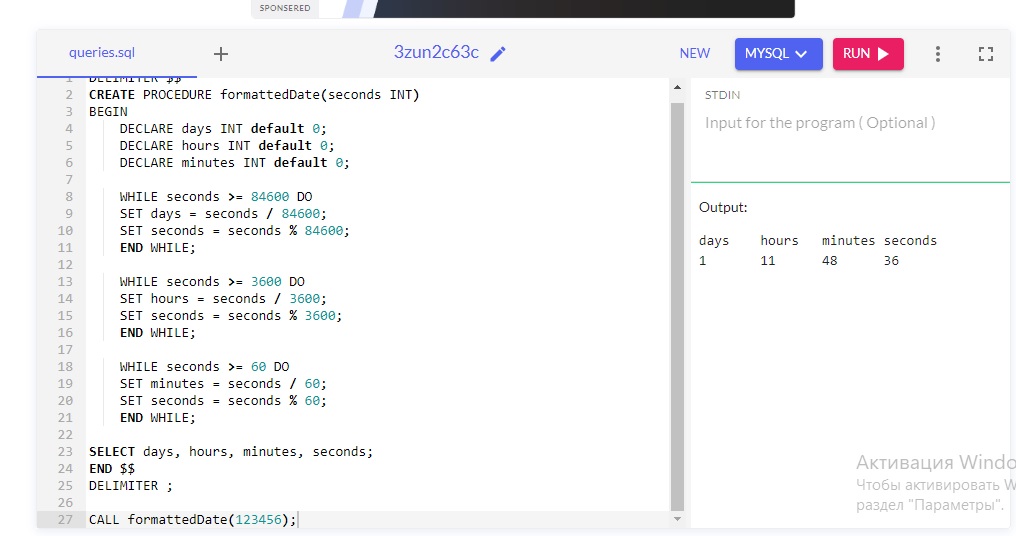 SPONSERED
queries.sql + 3zun2c63c NEW MYSQL RUN
1 DELIMITER $$
2 CREATE PROCEDURE formattedDate(seconds INT)
3 BEGIN
4 DECLARE days INT default 0;
5 DECLARE hours INT default 0;
6 DECLARE minutes INT default 0;
7
8 WHILE seconds >= 84600 DO
9 SET days = seconds / 84600;
10 SET seconds = seconds % 84600;
11 END WHILE;
12
13 WHILE seconds >= 3600 DO
14 SET hours = seconds / 3600;
15 SET seconds = seconds % 3600;
16 END WHILE;
17
18 WHILE seconds >= 60 DO
19 SET minutes = seconds / 60;
20 SET seconds = seconds % 60;
21 END WHILE;
22
23 SELECT days, hours, minutes, seconds;
24 END $$
25 DELIMITER ;
26
27 CALL formattedDate(123456);
STDIN
Input for the program ( Optional )
Output:
days hours minutes seconds
1 11 48 36
Активация Windo
Чтобы активировать W
раздел "Параметры".